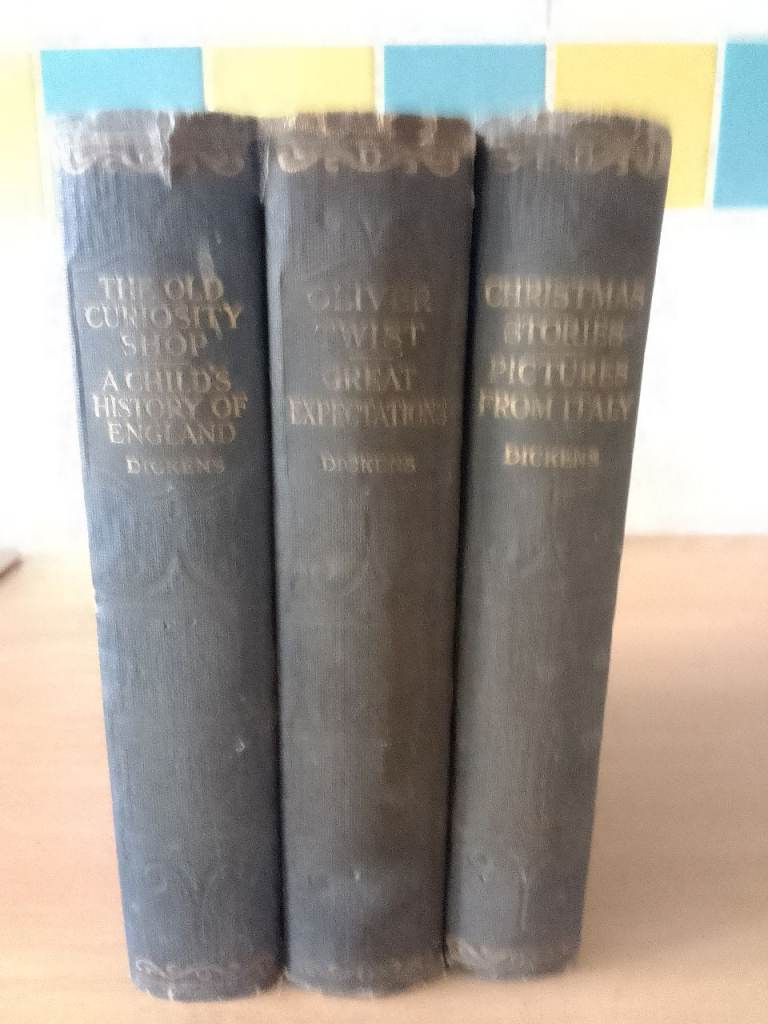 THE OLD
CURIOSITY
SHOP
A CHILD'S
HISTORY OF
ENGLAND
DICKENS
OLIVER
TWIST
GREAT
EXPECTATIONS
DICKENS
CHRISTMAS
STORIES
PICTURES
FROM ITALY
DICKENS